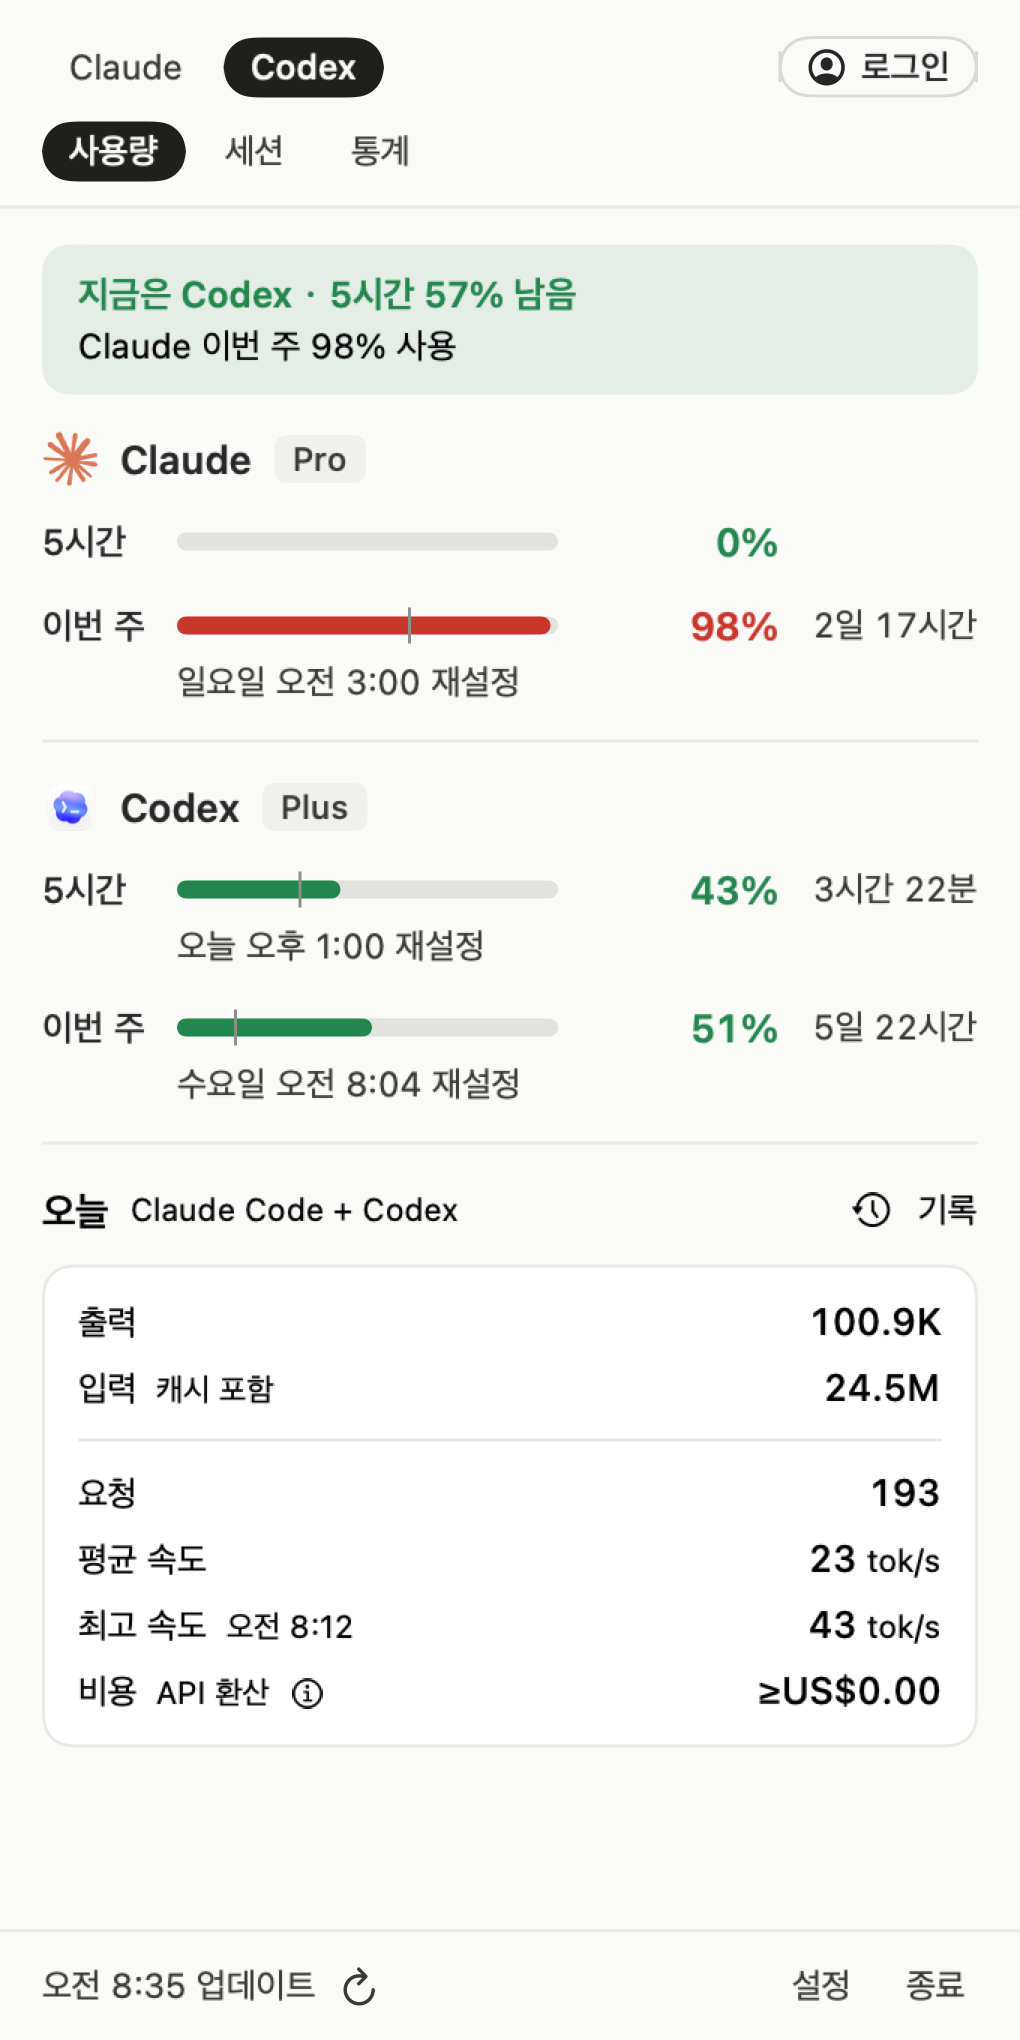 Claude Codex 로그인
사용량 세션 통계
지금은 Codex · 5시간 57% 남음
Claude 이번 주 98% 사용
Claude Pro
5시간 0%
이번 주 98% 2일 17시간
일요일 오전 3:00 재설정
Codex Plus
5시간 43% 3시간 22분
오늘 오후 1:00 재설정
이번 주 51% 5일 22시간
수요일 오전 8:04 재설정
오늘 Claude Code + Codex 기록
출력 100.9K
입력 캐시 포함 24.5M
요청 193
평균 속도 23 tok/s
최고 속도 오전 8:12 43 tok/s
비용 API 환산 ≥US$0.00
오전 8:35 업데이트 설정 종료